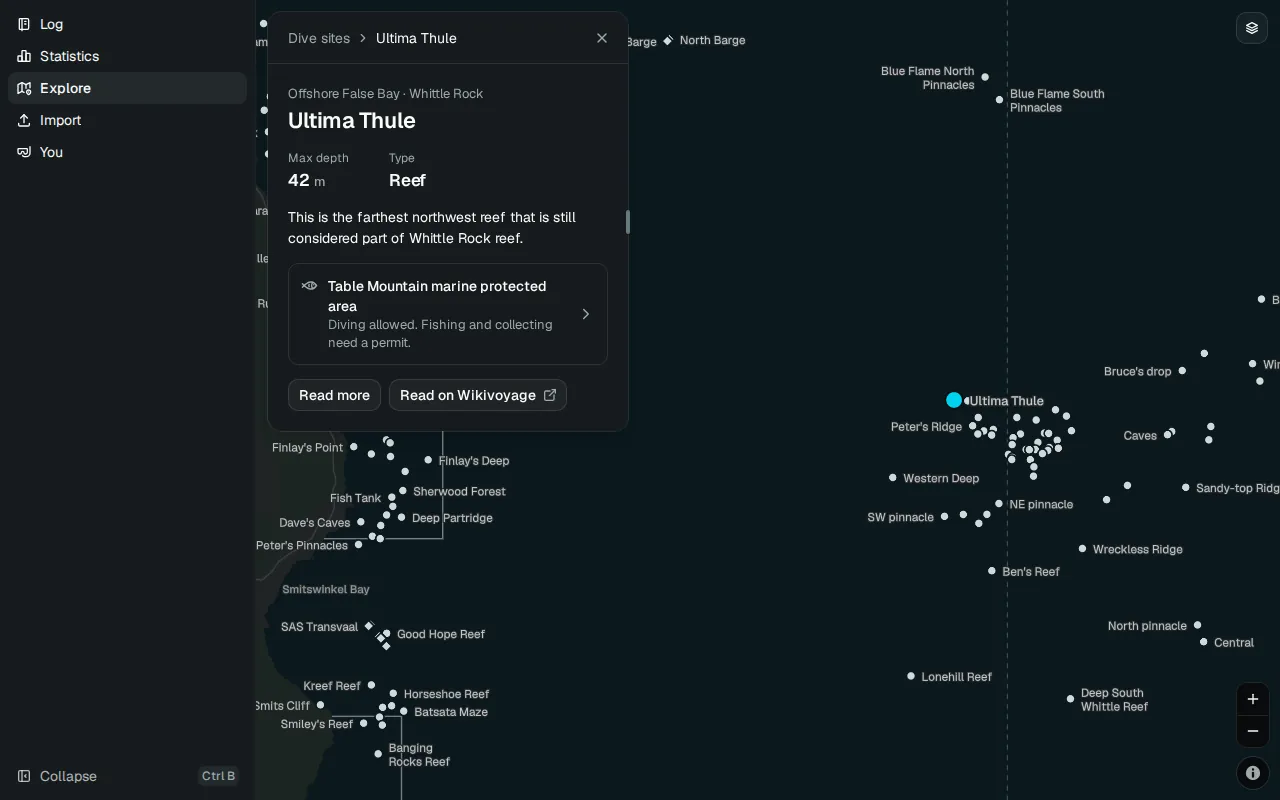 Log
Statistics
Explore
Import
You
Collapse
Ctrl B
Dive sites
Ultima Thule
Offshore False Bay · Whittle Rock
Ultima Thule
Max depth
Type
42 m
Reef
This is the farthest northwest reef that is still
considered part of Whittle Rock reef.
Table Mountain marine protected
area
Diving allowed. Fishing and collecting
need a permit.
Read more
Read on Wikivoyage
Barge
North Barge
Blue Flame North
Pinnacles
Blue Flame South
Pinnacles
Bruce's drop
Ultima Thule
Peter's Ridge
Caves
Western Deep
Sandy-top Ridg
NE pinnacle
SW pinnacle
Wreckless Ridge
Ben's Reef
North pinnacle
Central
Lonehill Reef
Deep South
Whittle Reef
Finlay's Point
Finlay's Deep
Sherwood Forest
Fish Tank
Deep Partridge
Dave's Caves
Peter's Pinnacles
Smitswinkel Bay
SAS Transvaal
Good Hope Reef
Kreef Reef
Horseshoe Reef
Smits Cliff
Batsata Maze
Smiley's Reef
Banging
Rocks Reef